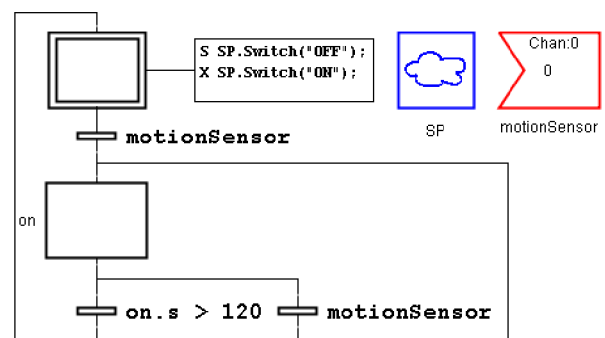 S SP.Switch("OFF");
X SP.Switch("ON");
Chan:0
0
SP
motionSensor
motionSensor
on
on.s > 120
motionSensor